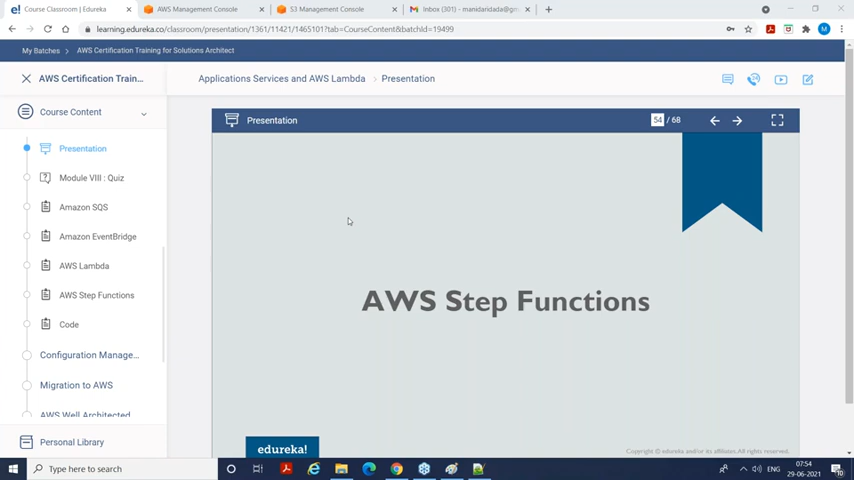 Course Classroom | Edureka
AWS Management Console
S3 Management Console
Inbox (301) - manidaridada@gm
learning.edureka.co/classroom/presentation/1361/11421/1465101?tab=CourseContent&batchId=19499
M
My Batches > AWS Certification Training for Solutions Architect
AWS Certification Train...
Applications Services and AWS Lambda > Presentation
Course Content
Presentation
54 / 68
Presentation
Module VIII : Quiz
Amazon SQS
Amazon EventBridge
AWS Lambda
AWS Step Functions
AWS Step Functions
Code
Configuration Manage...
Migration to AWS
AWS Well Architected
Personal Library
edureka!
Copyright © edureka and/or its affiliates.All rights reserved.
Type here to search
ENG
07:54
29-06-2021